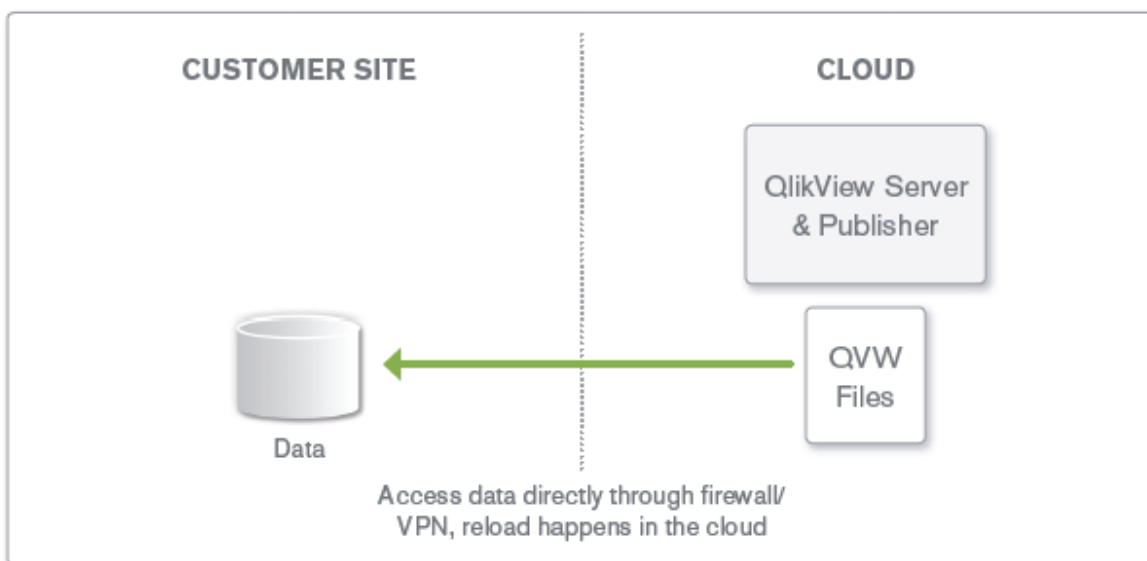 CUSTOMER SITE
CLOUD
QlikView Server
& Publisher
QVW
Files
Data
Access data directly through firewall/
VPN, reload happens in the cloud